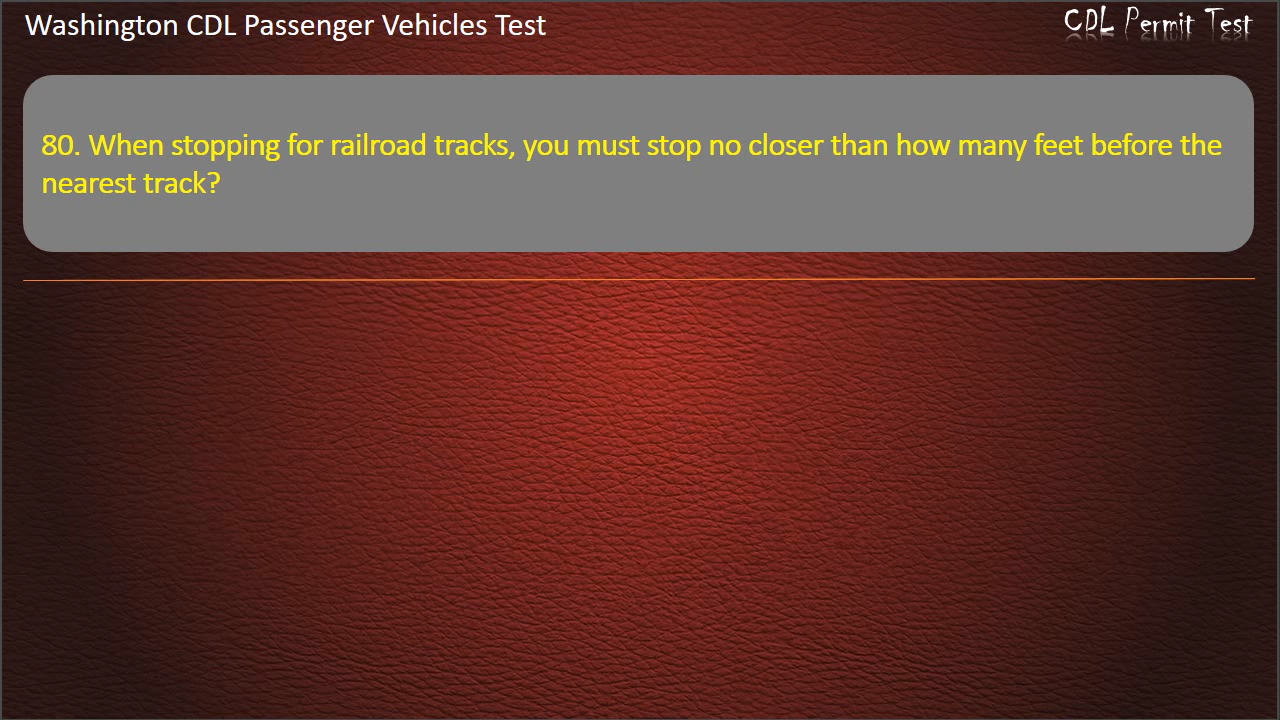 Washington CDL Passenger Vehicles Test
CDL Permit Test
80. When stopping for railroad tracks, you must stop no closer than how many feet before the
nearest track?